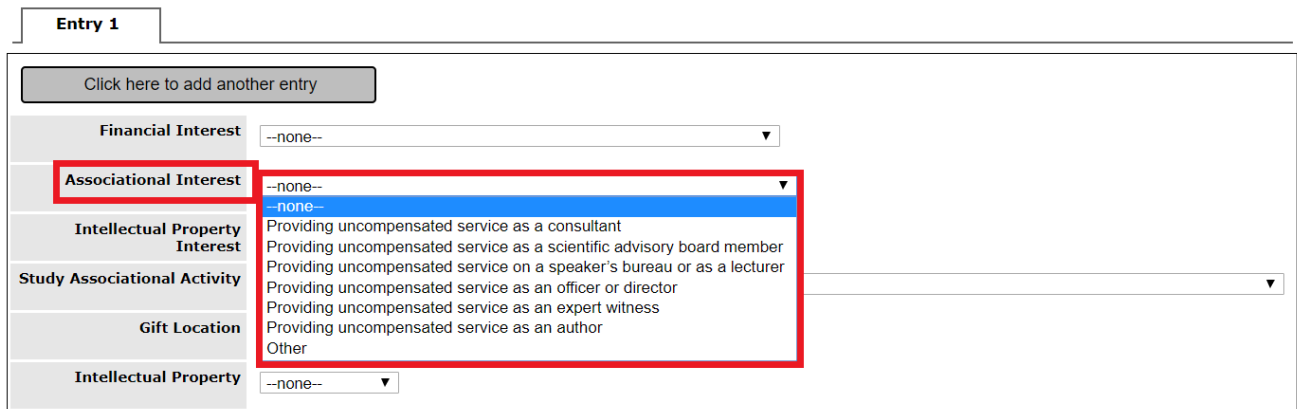 Entry 1
Click here to add another entry
Financial Interest
--none--
Associational Interest
--none--
--none--
Providing uncompensated service as a consultant
Providing uncompensated service as a scientific advisory board member
Providing uncompensated service on a speaker’s bureau or as a lecturer
Providing uncompensated service as an officer or director
Providing uncompensated service as an expert witness
Providing uncompensated service as an author
Other
Intellectual Property
Interest
Study Associational Activity
Gift Location
Intellectual Property
--none--